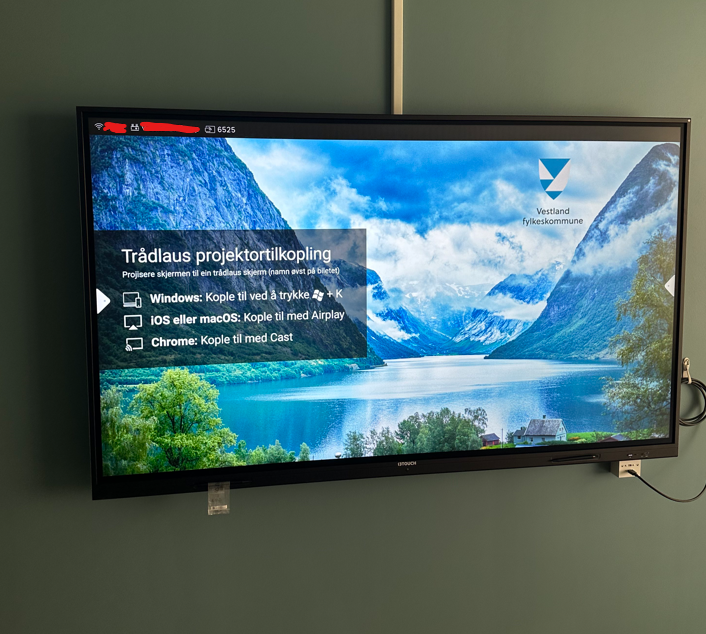 6525
Vestland
fylkeskommune
Trådlaus projektortilkopling
Projisere skjermen til ein trådlaus skjerm (namn øvst på biletet)
Windows: Kople til ved å trykke + K
iOS eller macOS: Kople til med Airplay
Chrome: Kople til med Cast